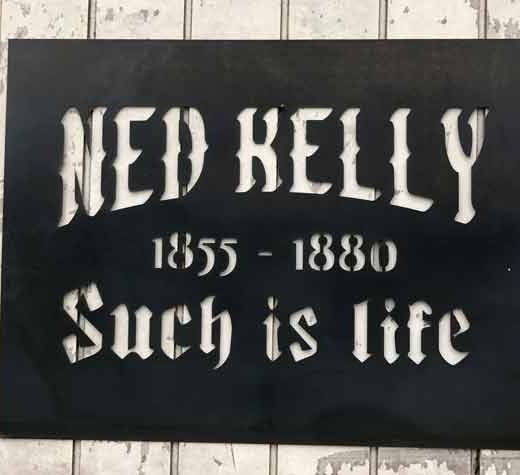 NED KELLY
1855 - 1880
Such is life